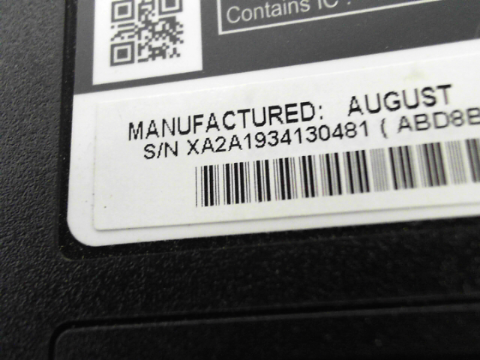 Contains IC :
MANUFACTURED: AUGUST
S/N XA2A1934130481 ( ABD8B